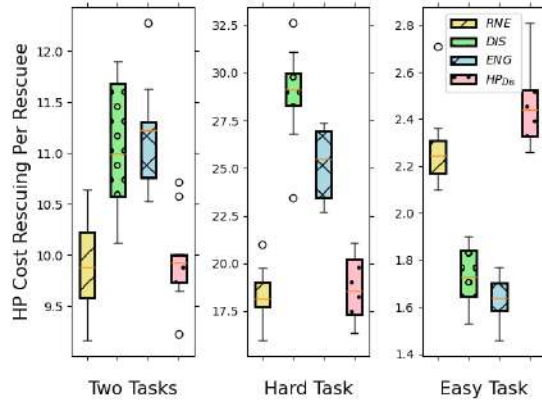 HP Cost Rescuing Per Rescuee
12.0
11.5
11.0
10.5
10.0
9.5
Two Tasks
32.5
30.0
27.5
25.0
22.5
20.0
17.5
Hard Task
2.8
2.6
2.4
2.2
2.0
1.8
1.6
1.4
Easy Task
RNE
DIS
ENG
HP_Dis